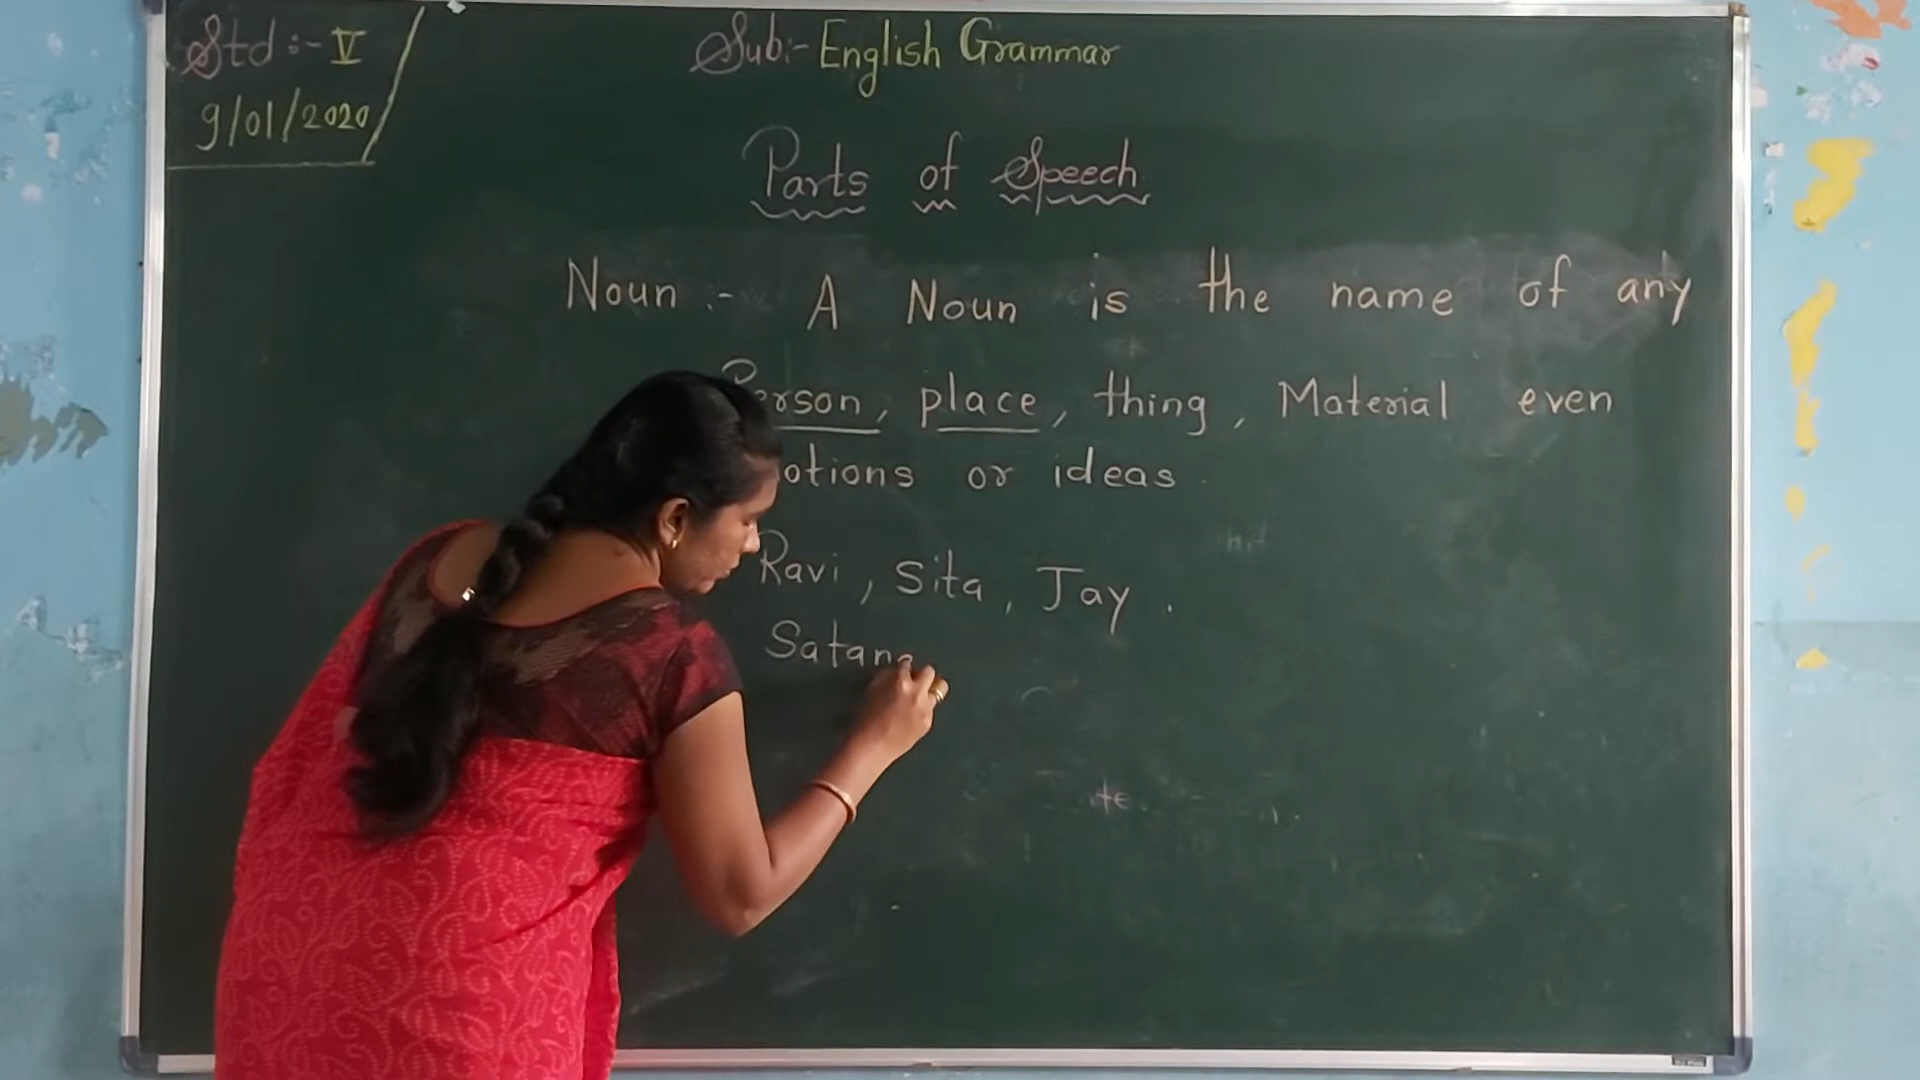 Std :- V
9/01/2020
Sub:- English Grammar
Parts of Speech
Noun :- A Noun is the name of any
Person, place, thing, Material even
otions or ideas.
Ravi, Sita, Jay.
Satana